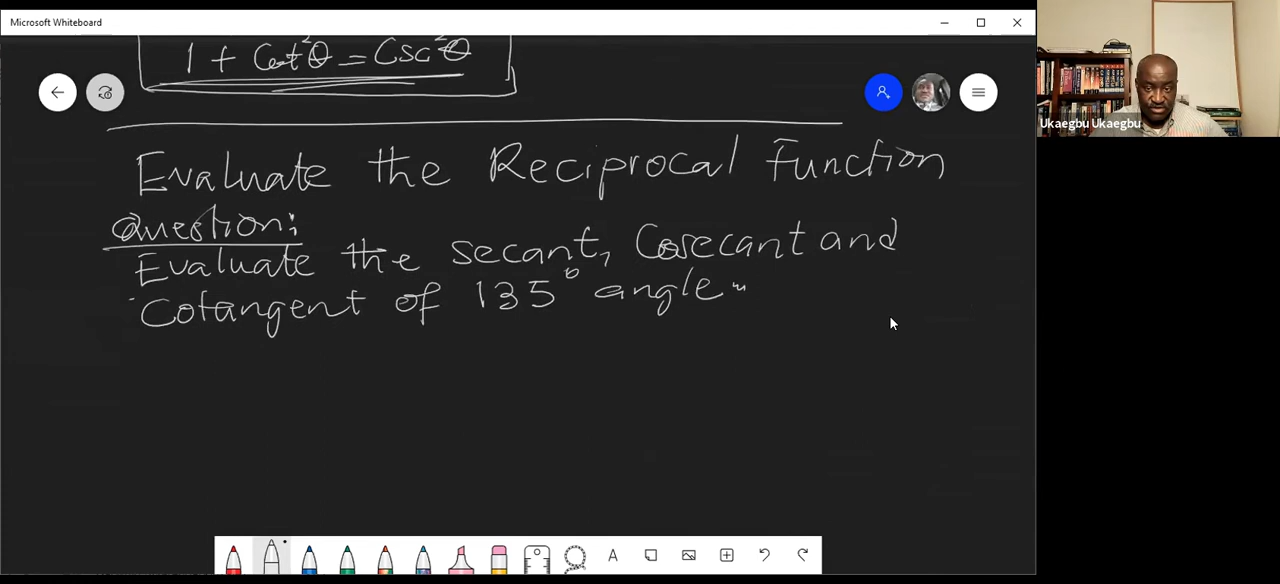 Microsoft Whiteboard
1 + Cot²θ = Csc²θ
Ukaegbu Ukaegbu
Evaluate the Reciprocal Function
Question:
Evaluate the secant, Cosecant and
Cotangent of 135° angle
A